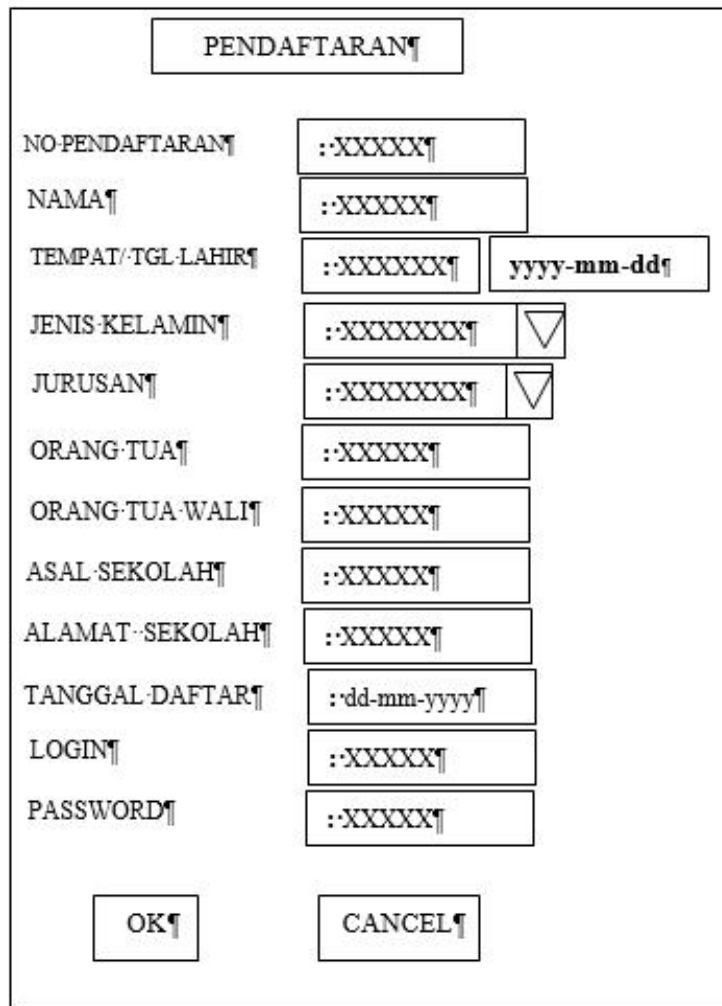 PENDAFTARAN¶
NO·PENDAFTARAN¶ :·XXXXX¶
NAMA¶ :·XXXXX¶
TEMPAT/·TGL·LAHIR¶ :·XXXXXX¶ yyyy-mm-dd¶
JENIS·KELAMIN¶ :·XXXXXXX¶
JURUSAN¶ :·XXXXXXX¶
ORANG·TUA¶ :·XXXXX¶
ORANG·TUA·WALI¶ :·XXXXX¶
ASAL·SEKOLAH¶ :·XXXXX¶
ALAMAT··SEKOLAH¶ :·XXXXX¶
TANGGAL·DAFTAR¶ :·dd-mm-yyyy¶
LOGIN¶ :·XXXXX¶
PASSWORD¶ :·XXXXX¶
OK¶ CANCEL¶